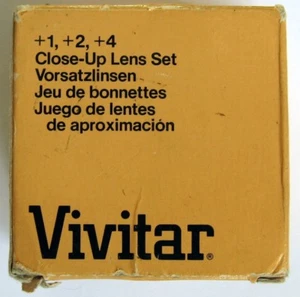 +1, +2, +4
Close-Up Lens Set
Vorsatzlinsen
Jeu de bonnettes
Juego de lentes
de aproximación
Vivitar®